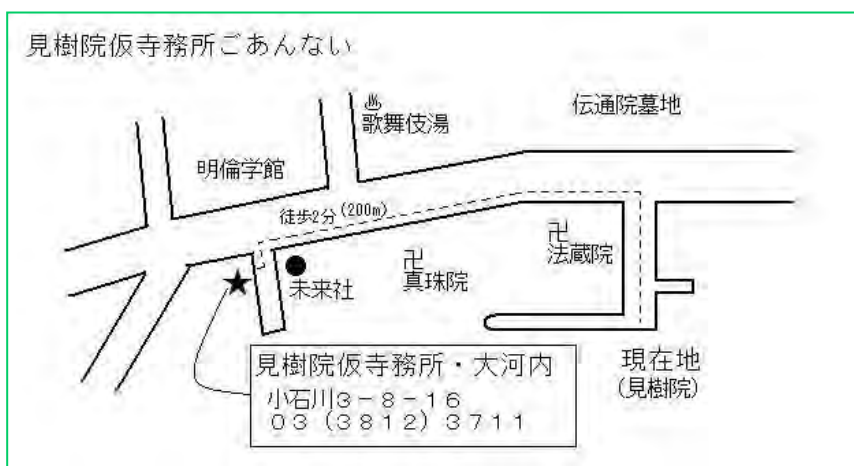 見樹院仮寺務所ごあんない
♨
歌舞伎湯
伝通院墓地
明倫学館
徒歩2分(200m)
卍
法蔵院
卍
真珠院
未来社
見樹院仮寺務所・大河内
小石川3-8-16
03(3812)3711
現在地
(見樹院)